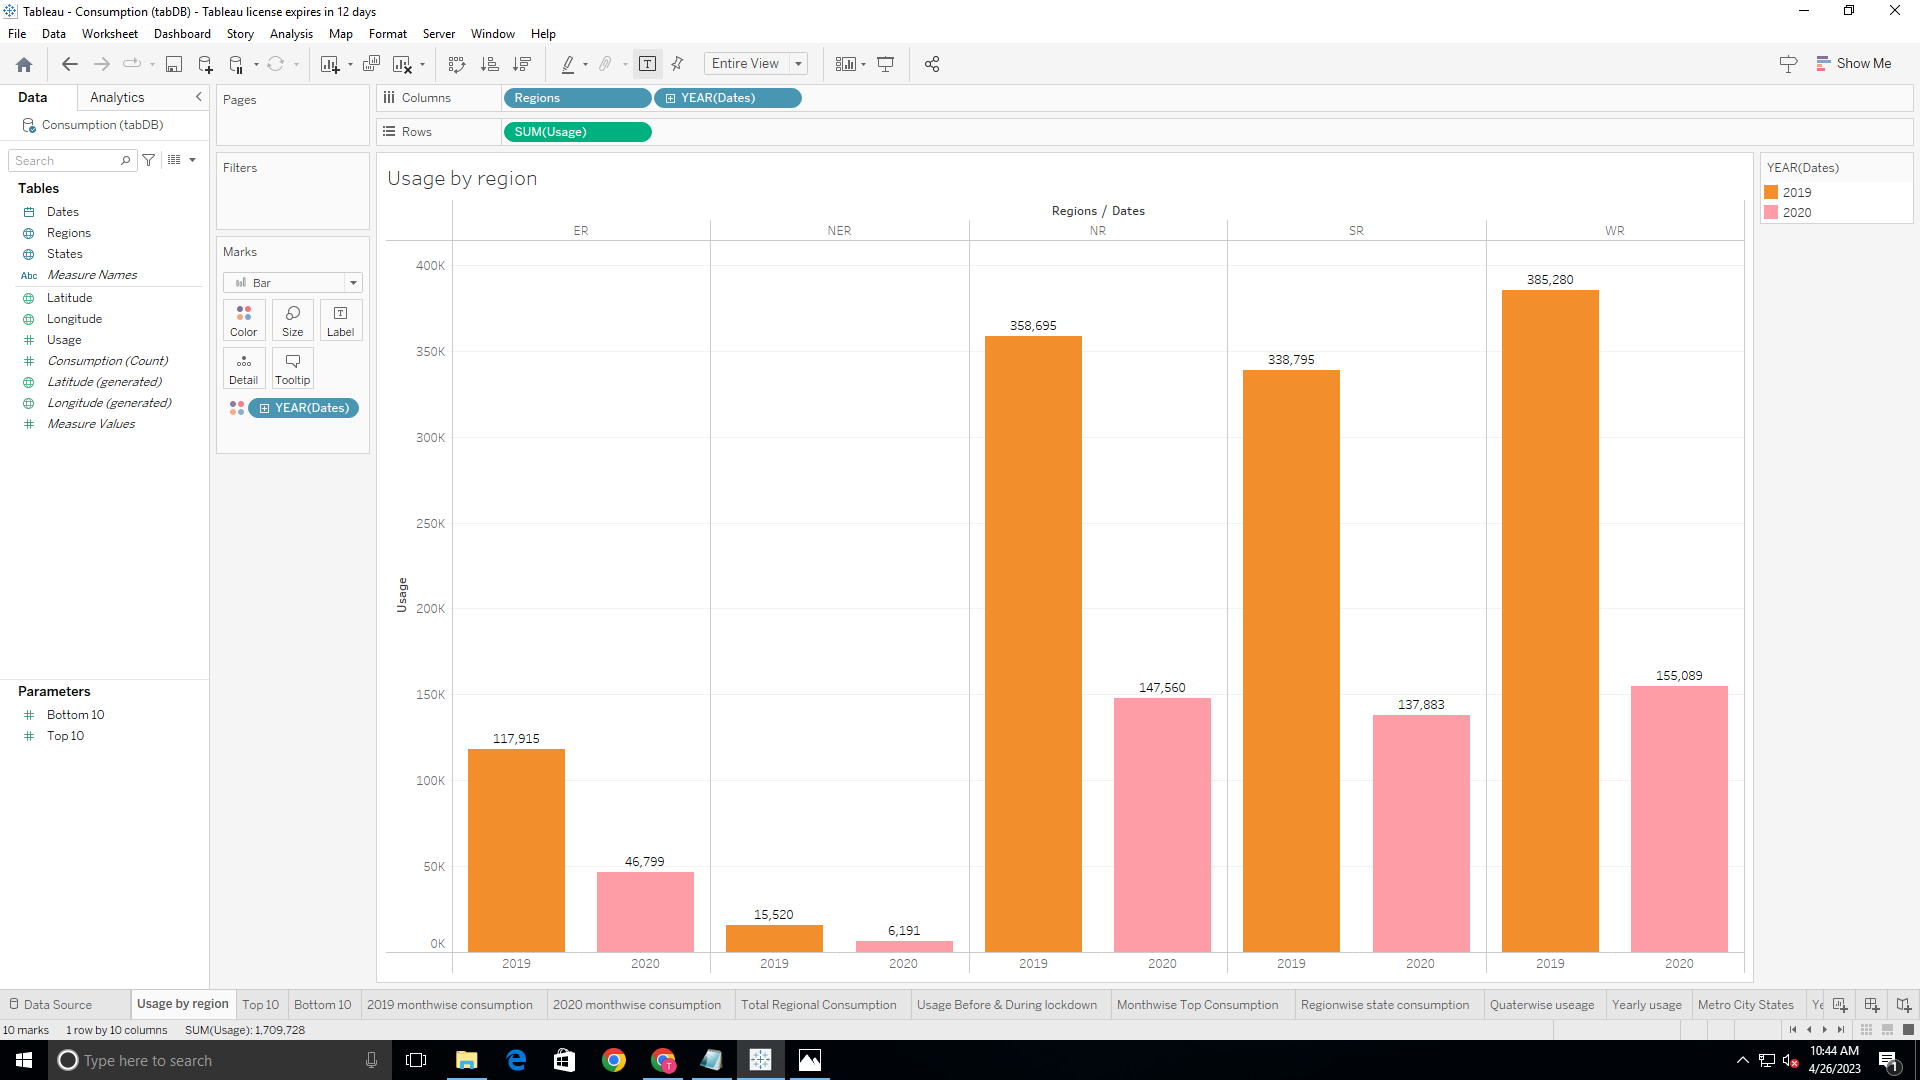 Tableau - Consumption (tabDB) - Tableau license expires in 12 days
File Data Worksheet Dashboard Story Analysis Map Format Server Window Help
Entire View
Show Me
Data Analytics
Consumption (tabDB)
Search
Tables
Dates
Regions
States
Abc Measure Names
Latitude
Longitude
Usage
Consumption (Count)
Latitude (generated)
Longitude (generated)
Measure Values
Parameters
Bottom 10
Top 10
Pages
Filters
Marks
Bar
Color Size Label
Detail Tooltip
YEAR(Dates)
Columns Regions YEAR(Dates)
Rows SUM(Usage)
Usage by region
Regions / Dates
ER NER NR SR WR
400K
350K
300K
250K
200K
150K
100K
50K
0K
Usage
117,915
46,799
15,520
6,191
358,695
147,560
338,795
137,883
385,280
155,089
2019 2020 2019 2020 2019 2020 2019 2020 2019 2020
YEAR(Dates)
2019
2020
Data Source Usage by region Top 10 Bottom 10 2019 monthwise consumption 2020 monthwise consumption Total Regional Consumption Usage Before & During lockdown Monthwise Top Consumption Regionwise state consumption Quaterwise useage Yearly usage Metro City States Ye
10 marks 1 row by 10 columns SUM(Usage): 1,709,728
Type here to search
T
10:44 AM
4/26/2023
1